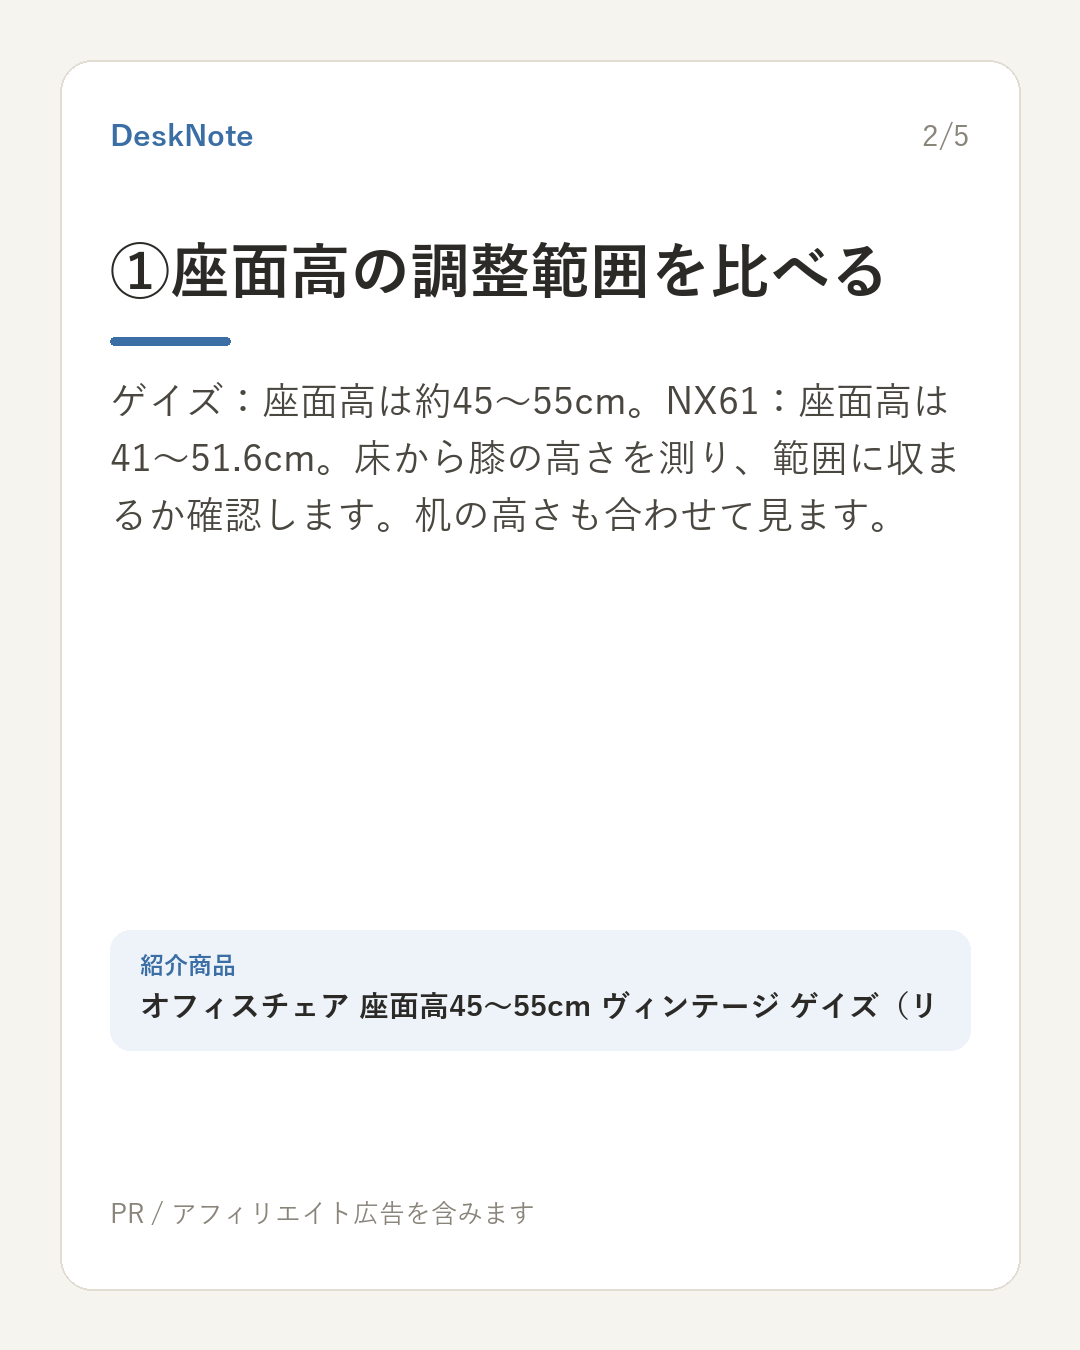 DeskNote
2/5
①座面高の調整範囲を比べる
ゲイズ：座面高は約45〜55cm。NX61：座面高は
41〜51.6cm。床から膝の高さを測り、範囲に収ま
るか確認します。机の高さも合わせて見ます。
紹介商品
オフィスチェア 座面高45〜55cm ヴィンテージ ゲイズ（リ
PR / アフィリエイト広告を含みます